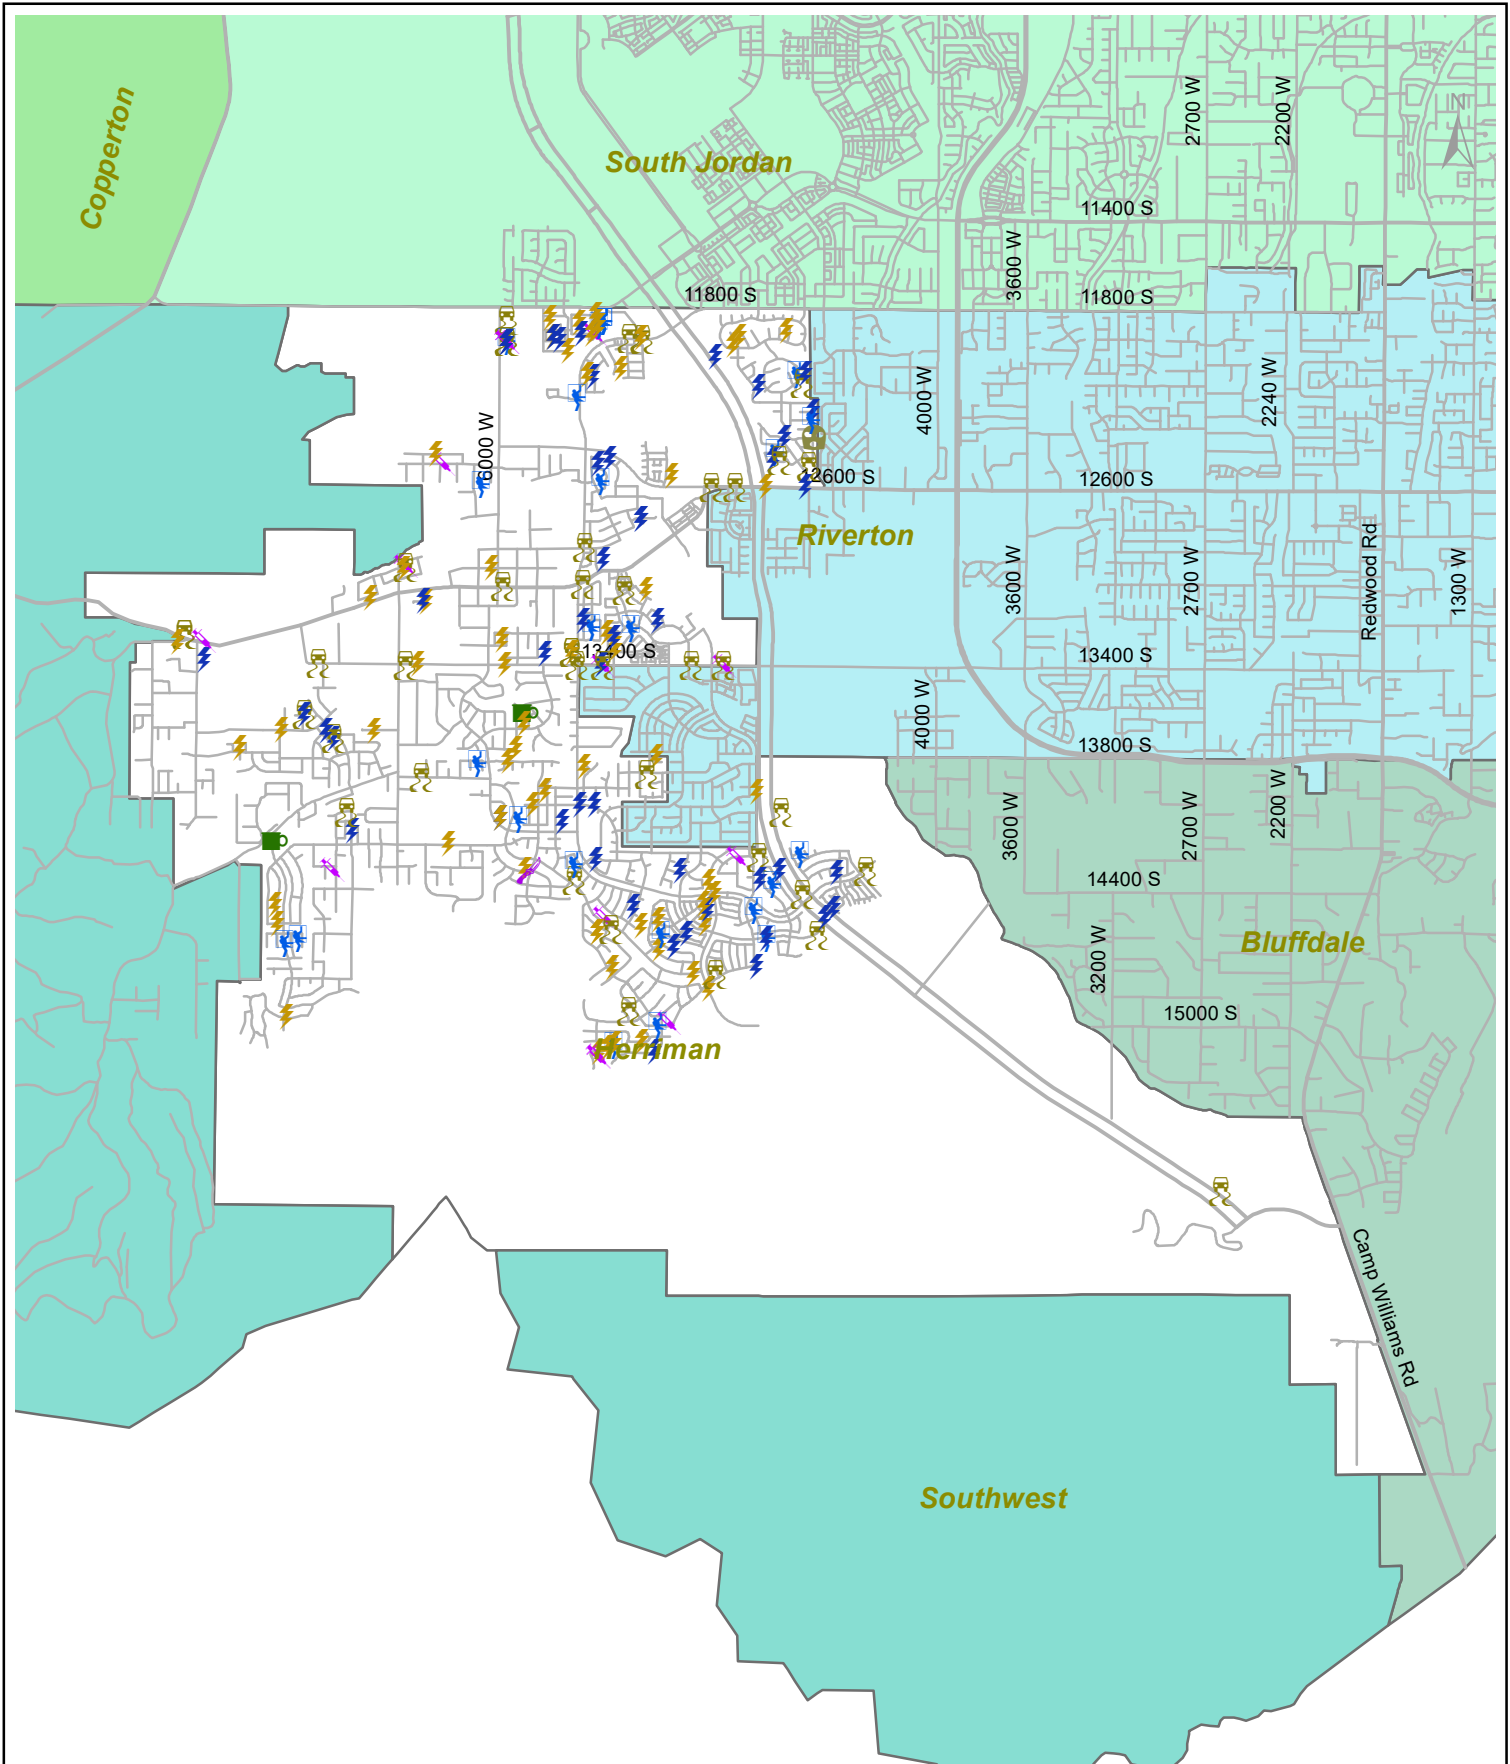 N
2700 W
2200 W
Copperton
South Jordan
11400 S
3600 W
11800 S
11800 S
4000 W
2240 W
6000 W
12600 S
12600 S
Riverton
3600 W
2700 W
Redwood Rd
1300 W
13400 S
13400 S
4000 W
13800 S
3600 W
2700 W
2200 W
14400 S
3200 W
Bluffdale
15000 S
Herriman
Camp Williams Rd
Southwest